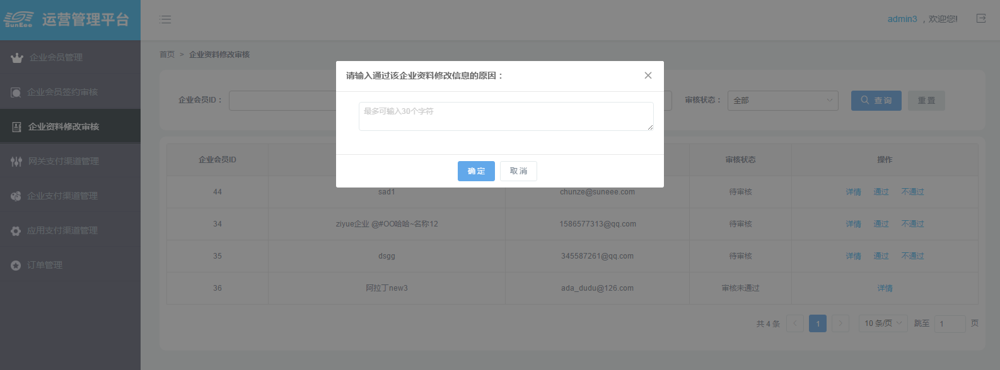 SunEee 运营管理平台
admin3 ，欢迎您!
企业会员管理
企业会员签约审核
企业资料修改审核
网关支付渠道管理
企业支付渠道管理
应用支付渠道管理
订单管理
首页 > 企业资料修改审核
企业会员ID： 审核状态： 全部 查询 重置
请输入通过该企业资料修改信息的原因：
最多可输入30个字符
确定 取消
企业会员ID 审核状态 操作
44 sad1 chunze@suneee.com 待审核 详情 通过 不通过
34 ziyue企业 @#OO哈哈~名称12 1586577313@qq.com 待审核 详情 通过 不通过
35 dsgg 345587261@qq.com 待审核 详情 通过 不通过
36 阿拉丁new3 ada_dudu@126.com 审核未通过 详情
共 4 条 < 1 > 10 条/页 跳至 1 页